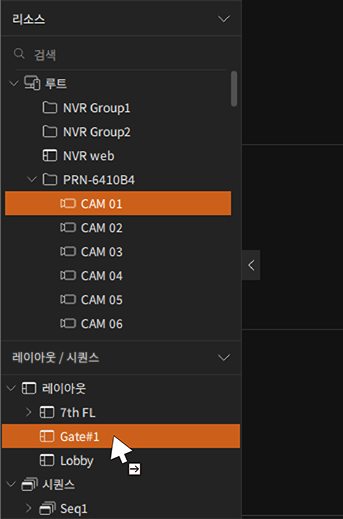 리소스
검색
루트
NVR Group1
NVR Group2
NVR web
PRN-6410B4
CAM 01
CAM 02
CAM 03
CAM 04
CAM 05
CAM 06
레이아웃 / 시퀀스
레이아웃
7th FL
Gate#1
Lobby
시퀀스
Seq1